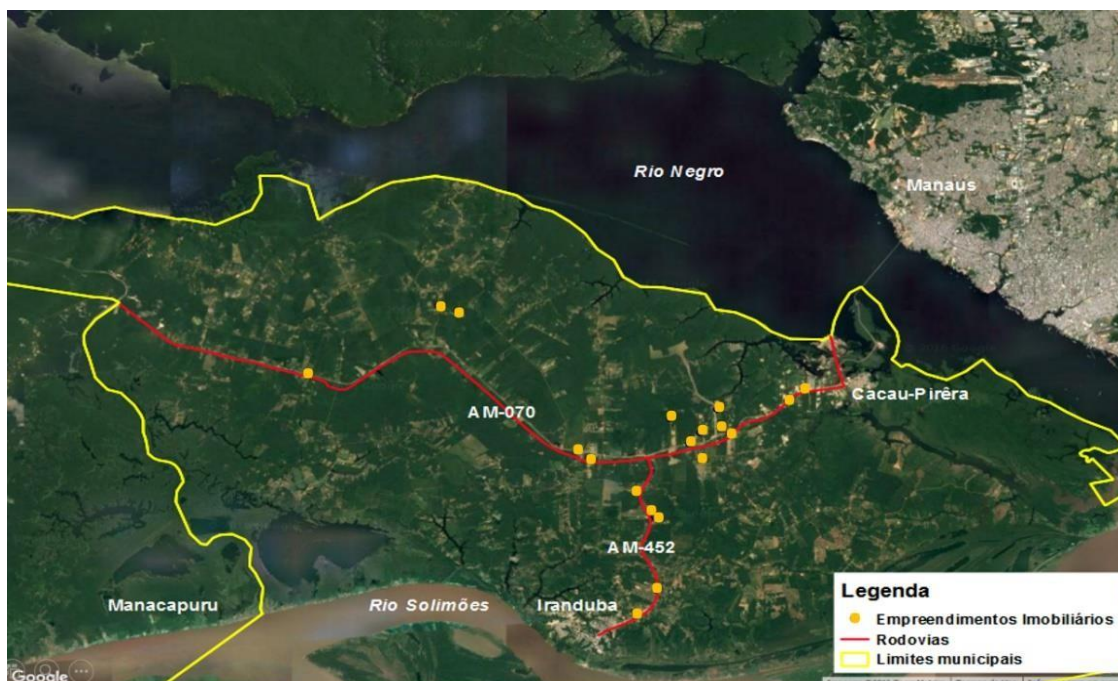 Rio Negro
Manaus
Cacau-Pirêra
AM-070
AM-452
Manacapuru
Rio Solimões
Iranduba
Legenda
Empreendimentos Imobiliários
Rodovias
Limites municipais
Google